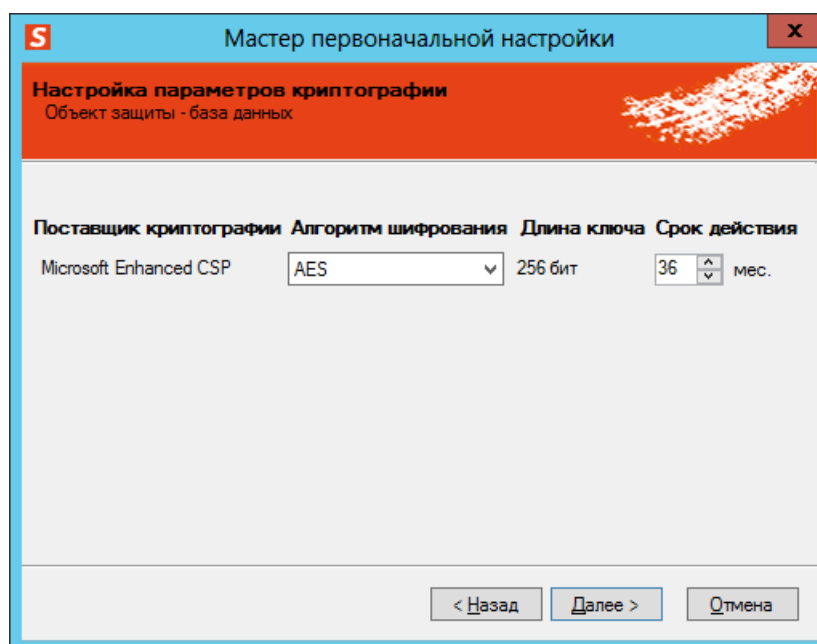 S
Мастер первоначальной настройки
x
Настройка параметров криптографии
Объект защиты - база данных
Поставщик криптографии Алгоритм шифрования Длина ключа Срок действия
Microsoft Enhanced CSP AES 256 бит 36 мес.
< Назад Далее > Отмена